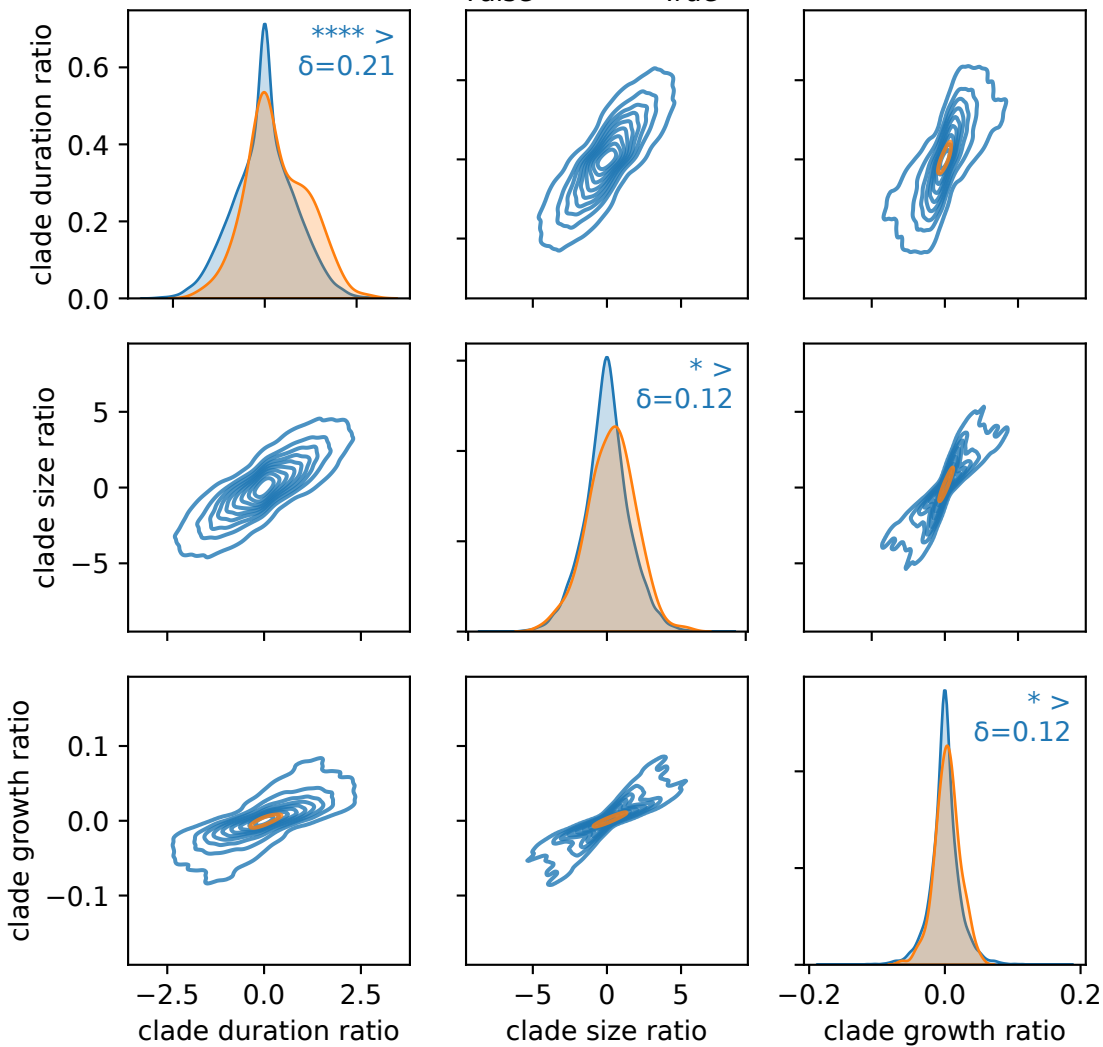 **** >
δ=0.21
clade duration ratio
0.6
0.4
0.2
0.0
* >
δ=0.12
clade size ratio
5
0
−5
* >
δ=0.12
clade growth ratio
0.1
0.0
−0.1
−2.5 0.0 2.5
clade duration ratio
−5 0 5
clade size ratio
−0.2 0.0 0.2
clade growth ratio